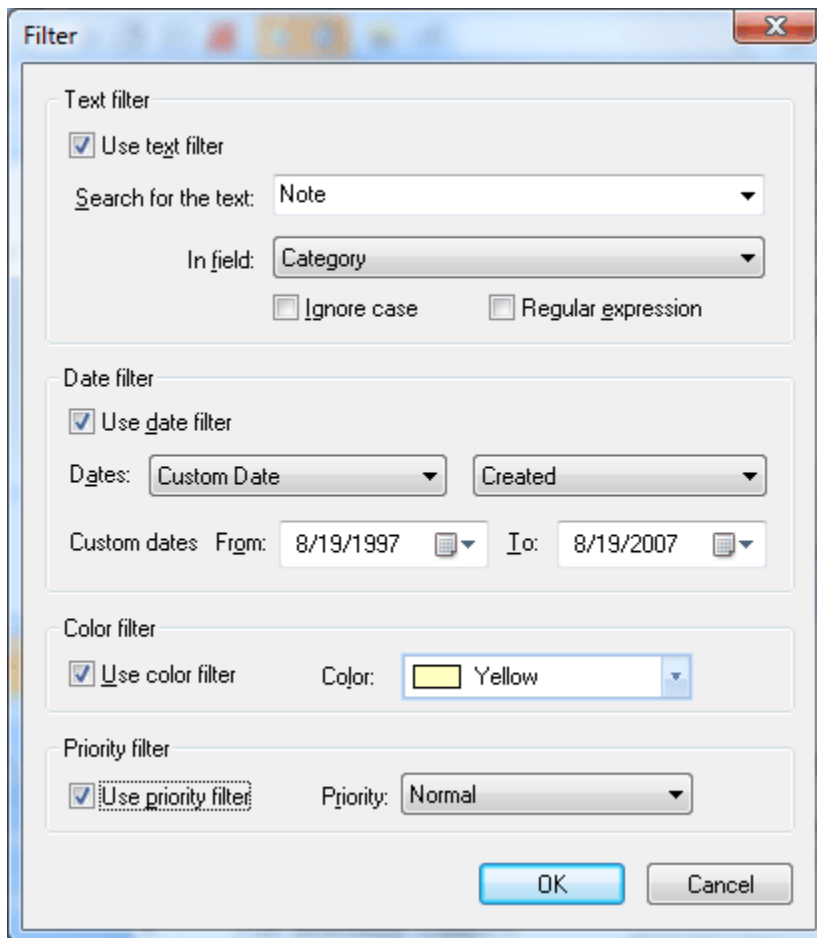 Filter
Text filter
Use text filter
Search for the text: Note
In field: Category
Ignore case Regular expression
Date filter
Use date filter
Dates: Custom Date Created
Custom dates From: 8/19/1997 To: 8/19/2007
Color filter
Use color filter Color: Yellow
Priority filter
Use priority filter Priority: Normal
OK Cancel